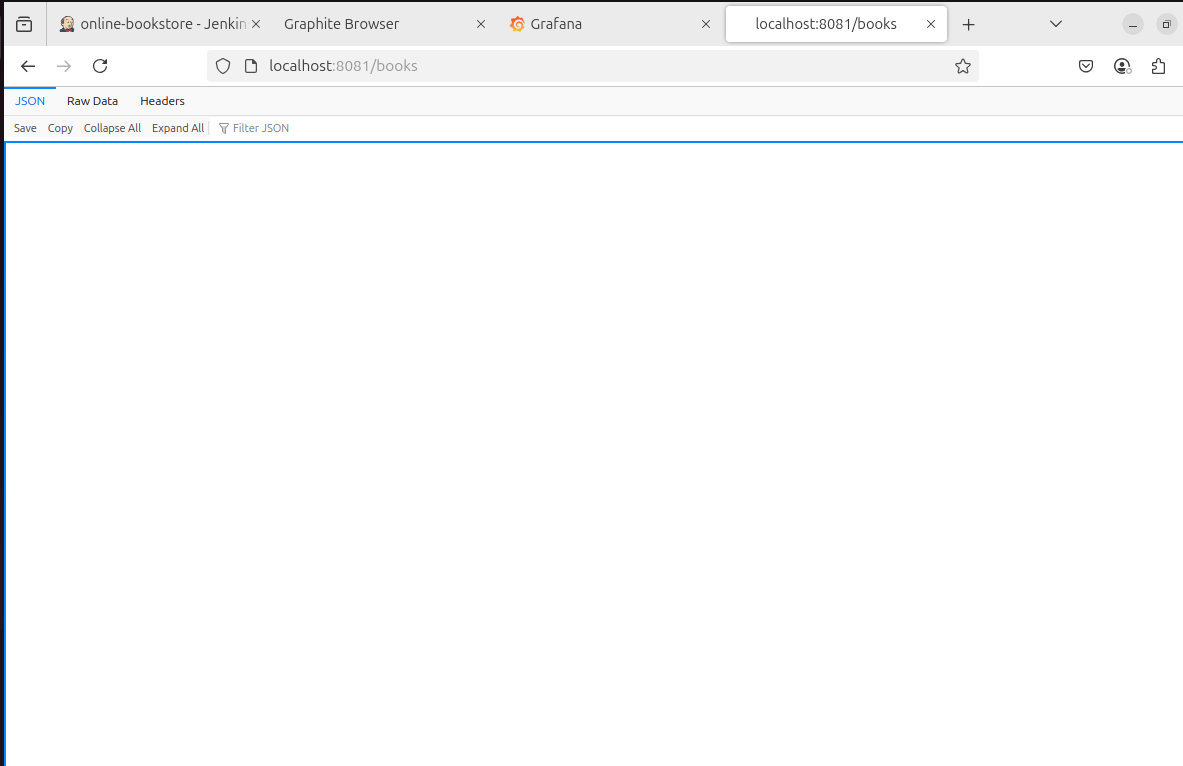 online-bookstore - Jenkin
Graphite Browser
Grafana
localhost:8081/books
localhost:8081/books
JSON Raw Data Headers
Save Copy Collapse All Expand All Filter JSON